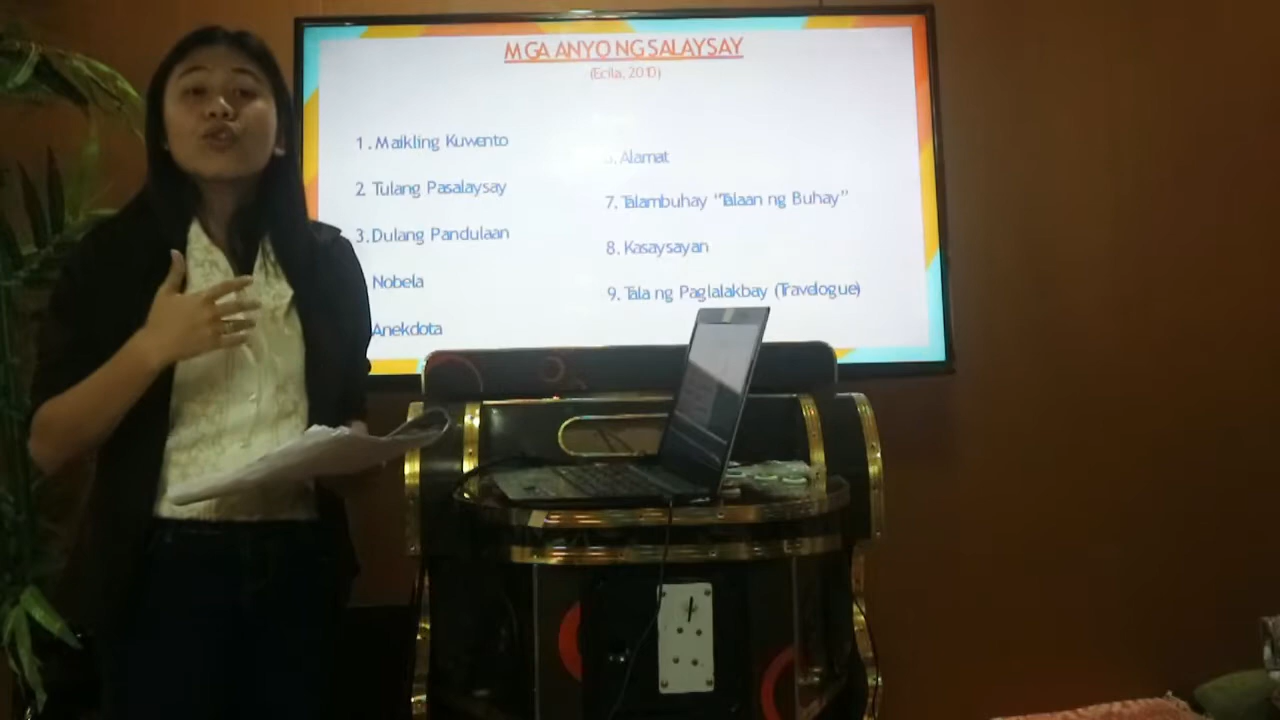 MGA ANYO NG SALAYSAY
(Ecila, 2010)
1. Maikling Kuwento
2. Tulang Pasalaysay
3. Dulang Pandulaan
Nobela
Anekdota
Alamat
7. Talambuhay "Talaan ng Buhay"
8. Kasaysayan
9. Tala ng Paglalakbay (Travelogue)